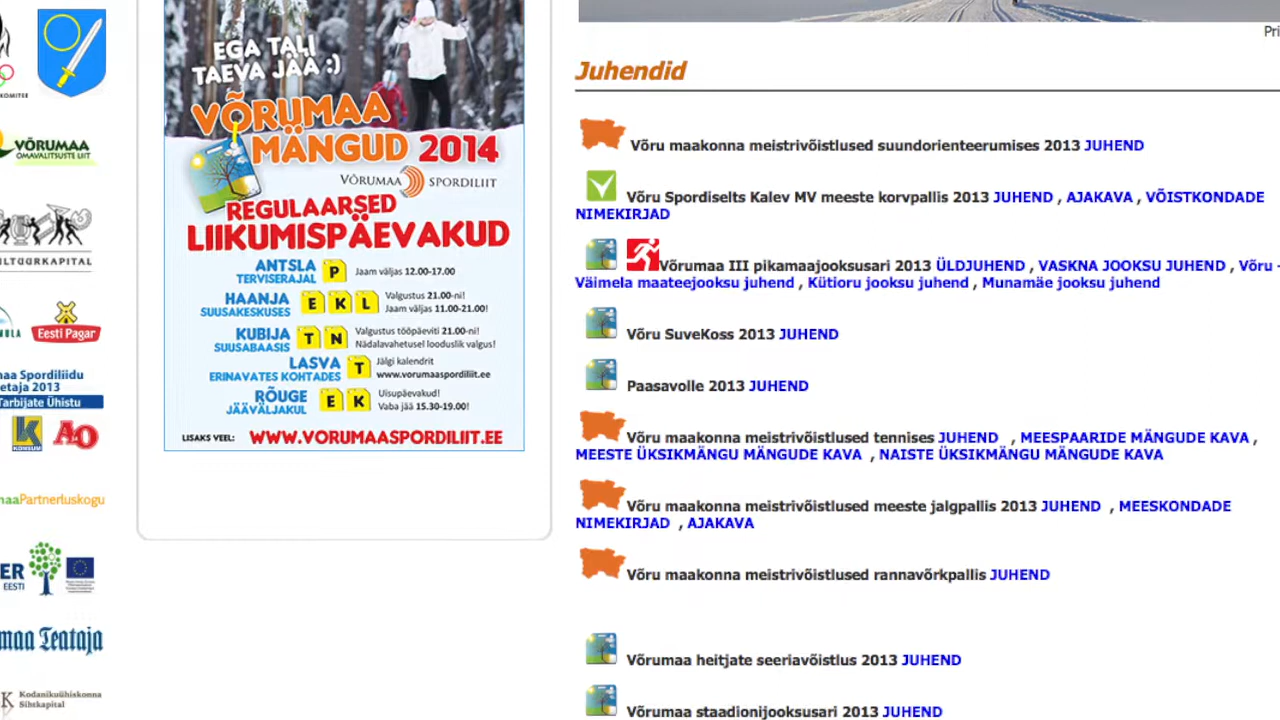 KOMITEE
VÕRUMAA
OMAVALITSUSTE LIIT
LTUURKAPITAL
Eesti Pagar
maa Spordiliidu
etaja 2013
Tarbijate Ühistu
K
KONSUM
AO
maaPartnerluskogu
ER
EESTI
maa Teataja
K
Kodanikuühiskonna
Sihtkapital
EGA TALI
TAEVA JÄÄ :)
VÕRUMAA
MÄNGUD 2014
VÕRUMAA SPORDILIIT
REGULAARSED
LIIKUMISPÄEVAKUD
ANTSLA
TERVISERAJAL
P
Jaam väljas 12.00-17.00
HAANJA
SUUSAKESKUSES
E K L
Valgustus 21.00-ni!
Jaam väljas 11.00-21.00!
KUBIJA
SUUSABAASIS
T N
Valgustus tööpäeviti 21.00-ni!
Nädalavahetusel looduslik valgus!
LASVA
ERINAVATES KOHTADES
T
Jälgi kalendrit
www.vorumaaspordiliit.ee
RÕUGE
JÄÄVÄLJAKUL
E K
Uisupäevakud!
Vaba jää 15.30-19.00!
LISAKS VEEL: WWW.VORUMAASPORDILIIT.EE
Pri
Juhendid
Võru maakonna meistrivõistlused suundorienteerumises 2013 JUHEND
Võru Spordiselts Kalev MV meeste korvpallis 2013 JUHEND , AJAKAVA , VÕISTKONDADE
NIMEKIRJAD
Võrumaa III pikamaajooksusari 2013 ÜLDJUHEND , VASKNA JOOKSU JUHEND , Võru -
Väimela maateejooksu juhend , Kütioru jooksu juhend , Munamäe jooksu juhend
Võru SuveKoss 2013 JUHEND
Paasavolle 2013 JUHEND
Võru maakonna meistrivõistlused tennises JUHEND , MEESPAARIDE MÄNGUDE KAVA ,
MEESTE ÜKSIKMÄNGU MÄNGUDE KAVA , NAISTE ÜKSIKMÄNGU MÄNGUDE KAVA
Võru maakonna meistrivõistlused meeste jalgpallis 2013 JUHEND , MEESKONDADE
NIMEKIRJAD , AJAKAVA
Võru maakonna meistrivõistlused rannavõrkpallis JUHEND
Võrumaa heitjate seeriavõistlus 2013 JUHEND
Võrumaa staadionijooksusari 2013 JUHEND